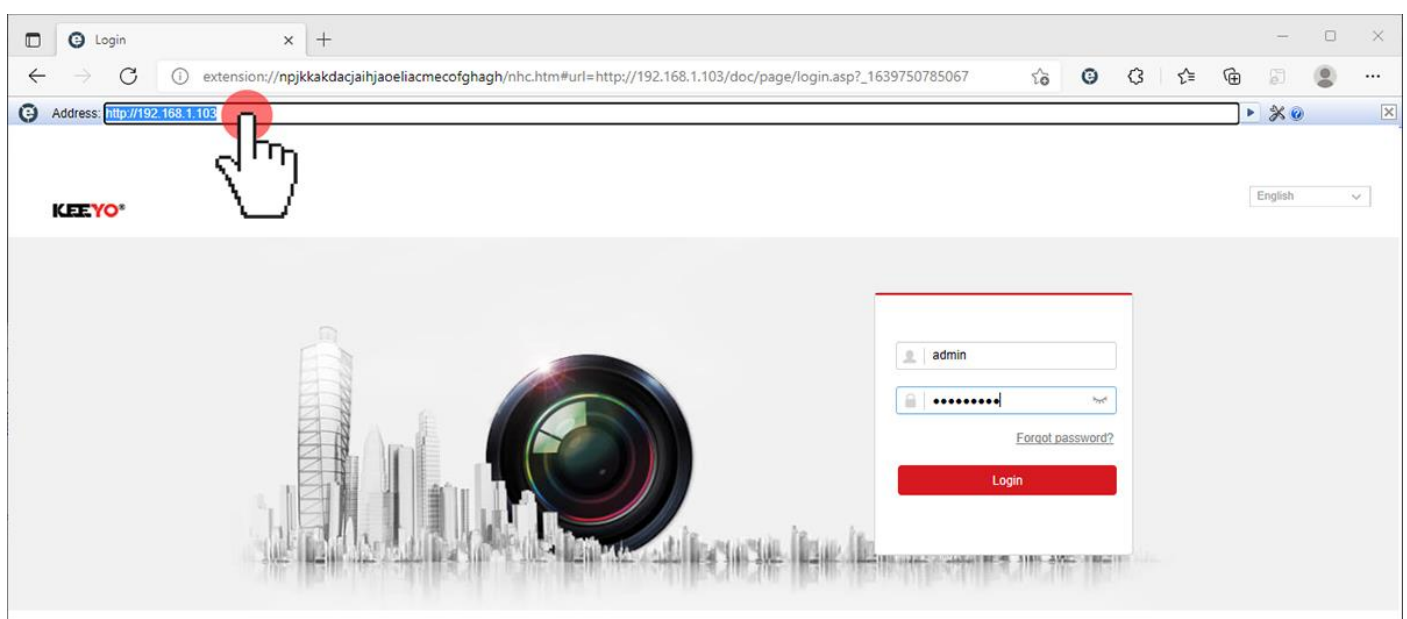 Login
extension://npjkkakdacjaihjaoeliacmecofghagh/nhc.htm#url=http://192.168.1.103/doc/page/login.asp?_1639750785067
Address: http://192.168.1.103
KEEYO®
English
admin
Forgot password?
Login